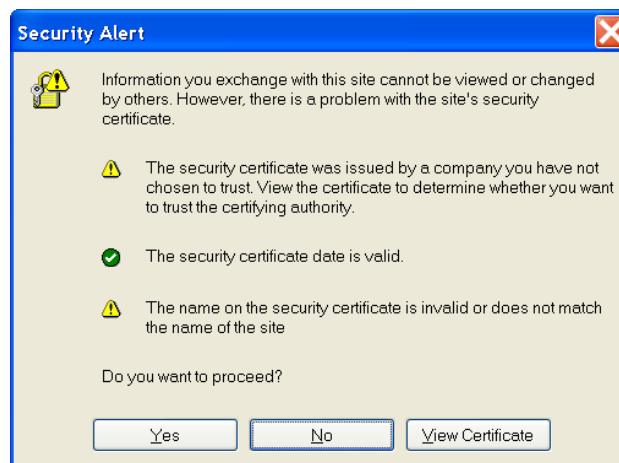 Security Alert
Information you exchange with this site cannot be viewed or changed
by others. However, there is a problem with the site's security
certificate.
The security certificate was issued by a company you have not
chosen to trust. View the certificate to determine whether you want
to trust the certifying authority.
The security certificate date is valid.
The name on the security certificate is invalid or does not match
the name of the site
Do you want to proceed?
Yes No View Certificate